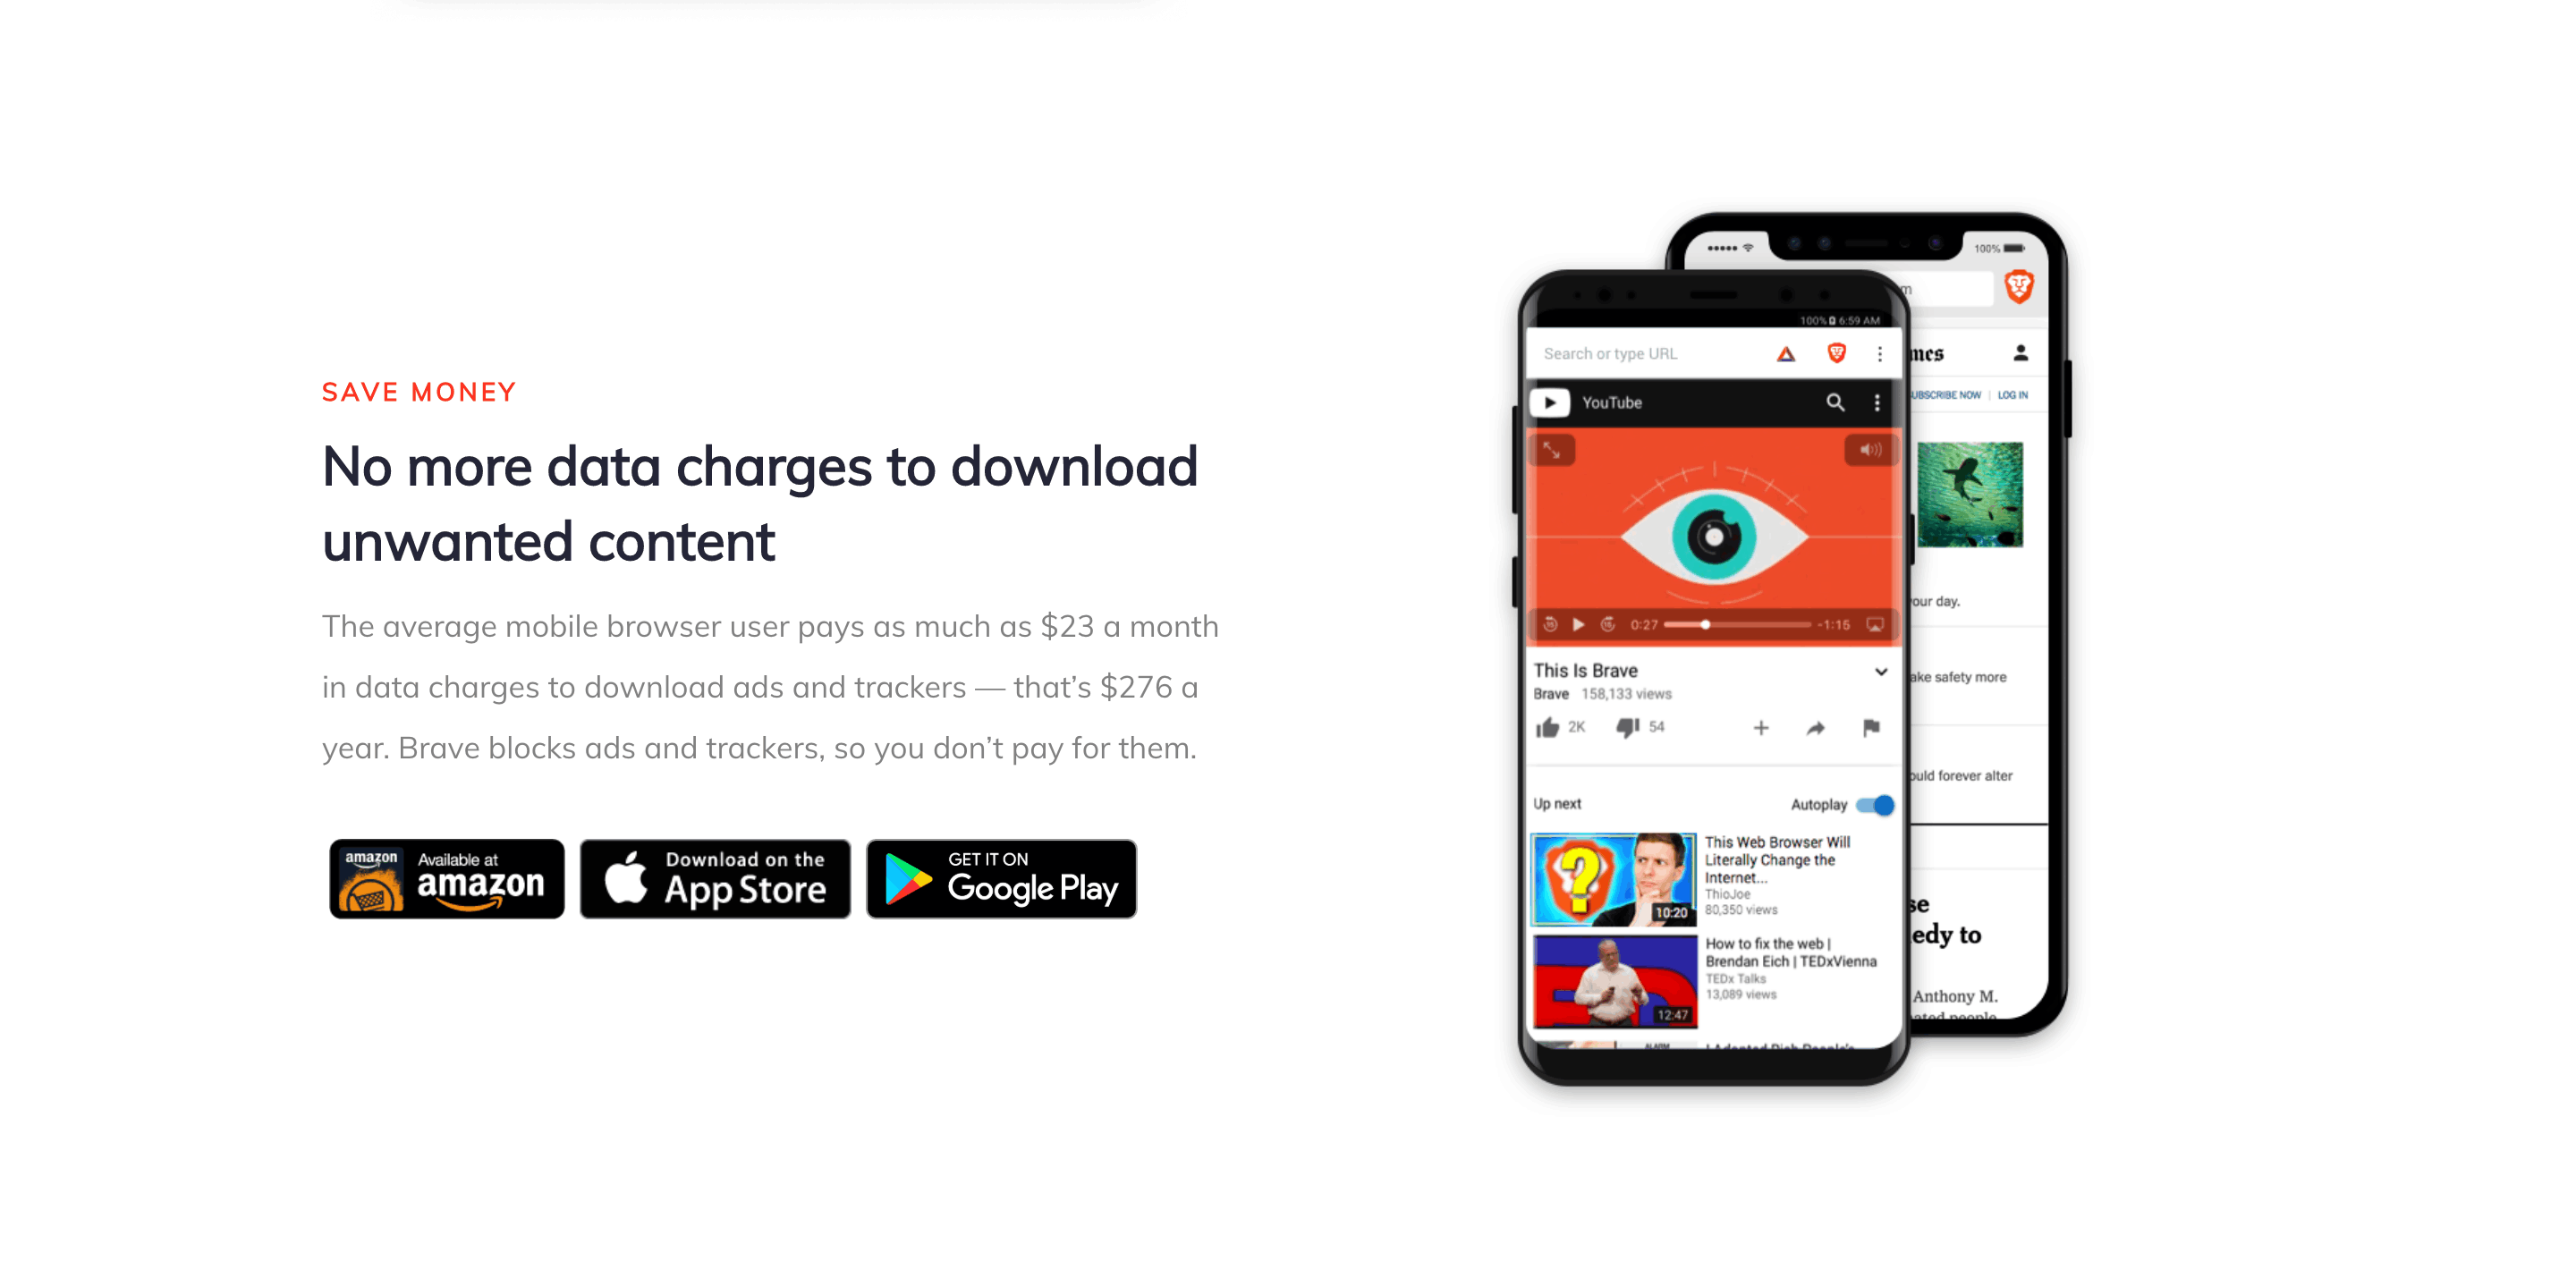 SAVE MONEY
No more data charges to download
unwanted content
The average mobile browser user pays as much as $23 a month
in data charges to download ads and trackers — that’s $276 a
year. Brave blocks ads and trackers, so you don’t pay for them.
amazon
Available at
amazon
Download on the
App Store
GET IT ON
Google Play
100% 6:59 AM
Search or type URL
YouTube
0:27 -1:15
This Is Brave
Brave 158,133 views
2K 54
Up next Autoplay
This Web Browser Will
Literally Change the
Internet...
ThioJoe
80,350 views
10:20
How to fix the web |
Brendan Eich | TEDxVienna
TEDx Talks
13,089 views
12:47
100%
m
mes
UBSCRIBE NOW | LOG IN
our day.
ake safety more
ould forever alter
se
edy to
Anthony M.